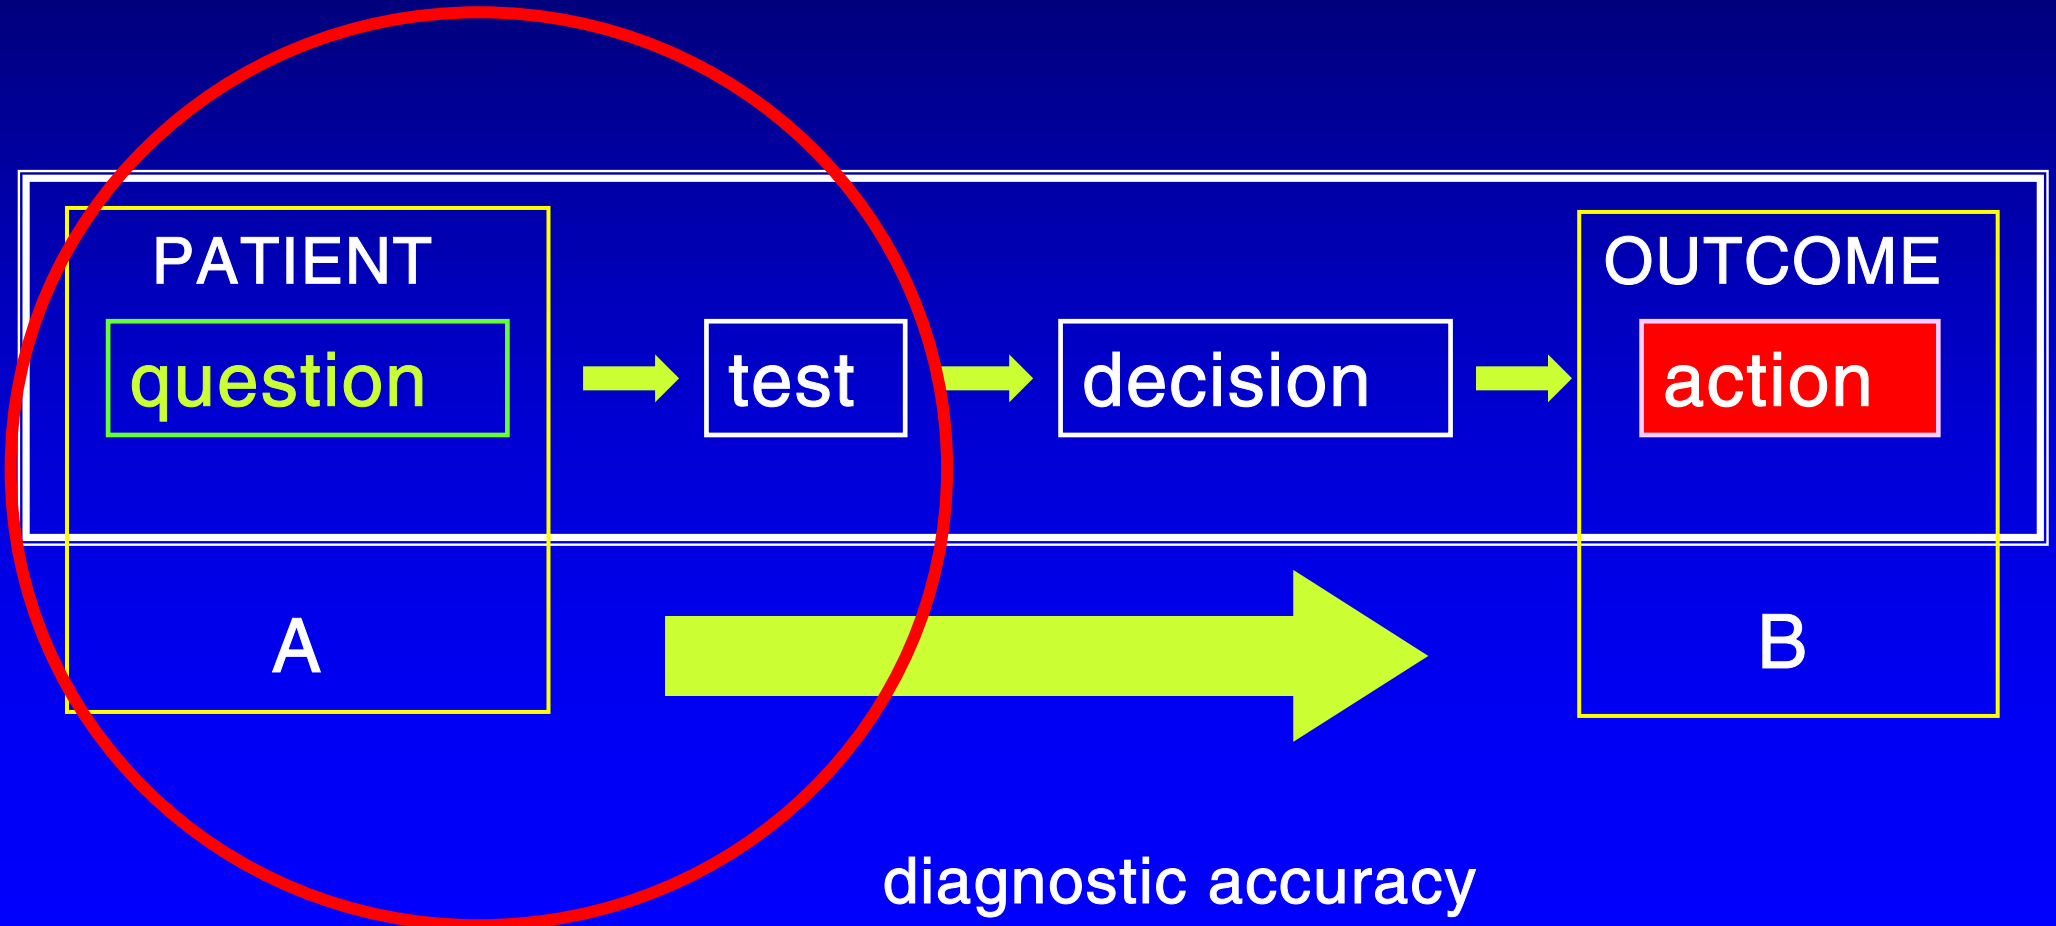 PATIENT
OUTCOME
question
test
decision
action
A
B
diagnostic accuracy